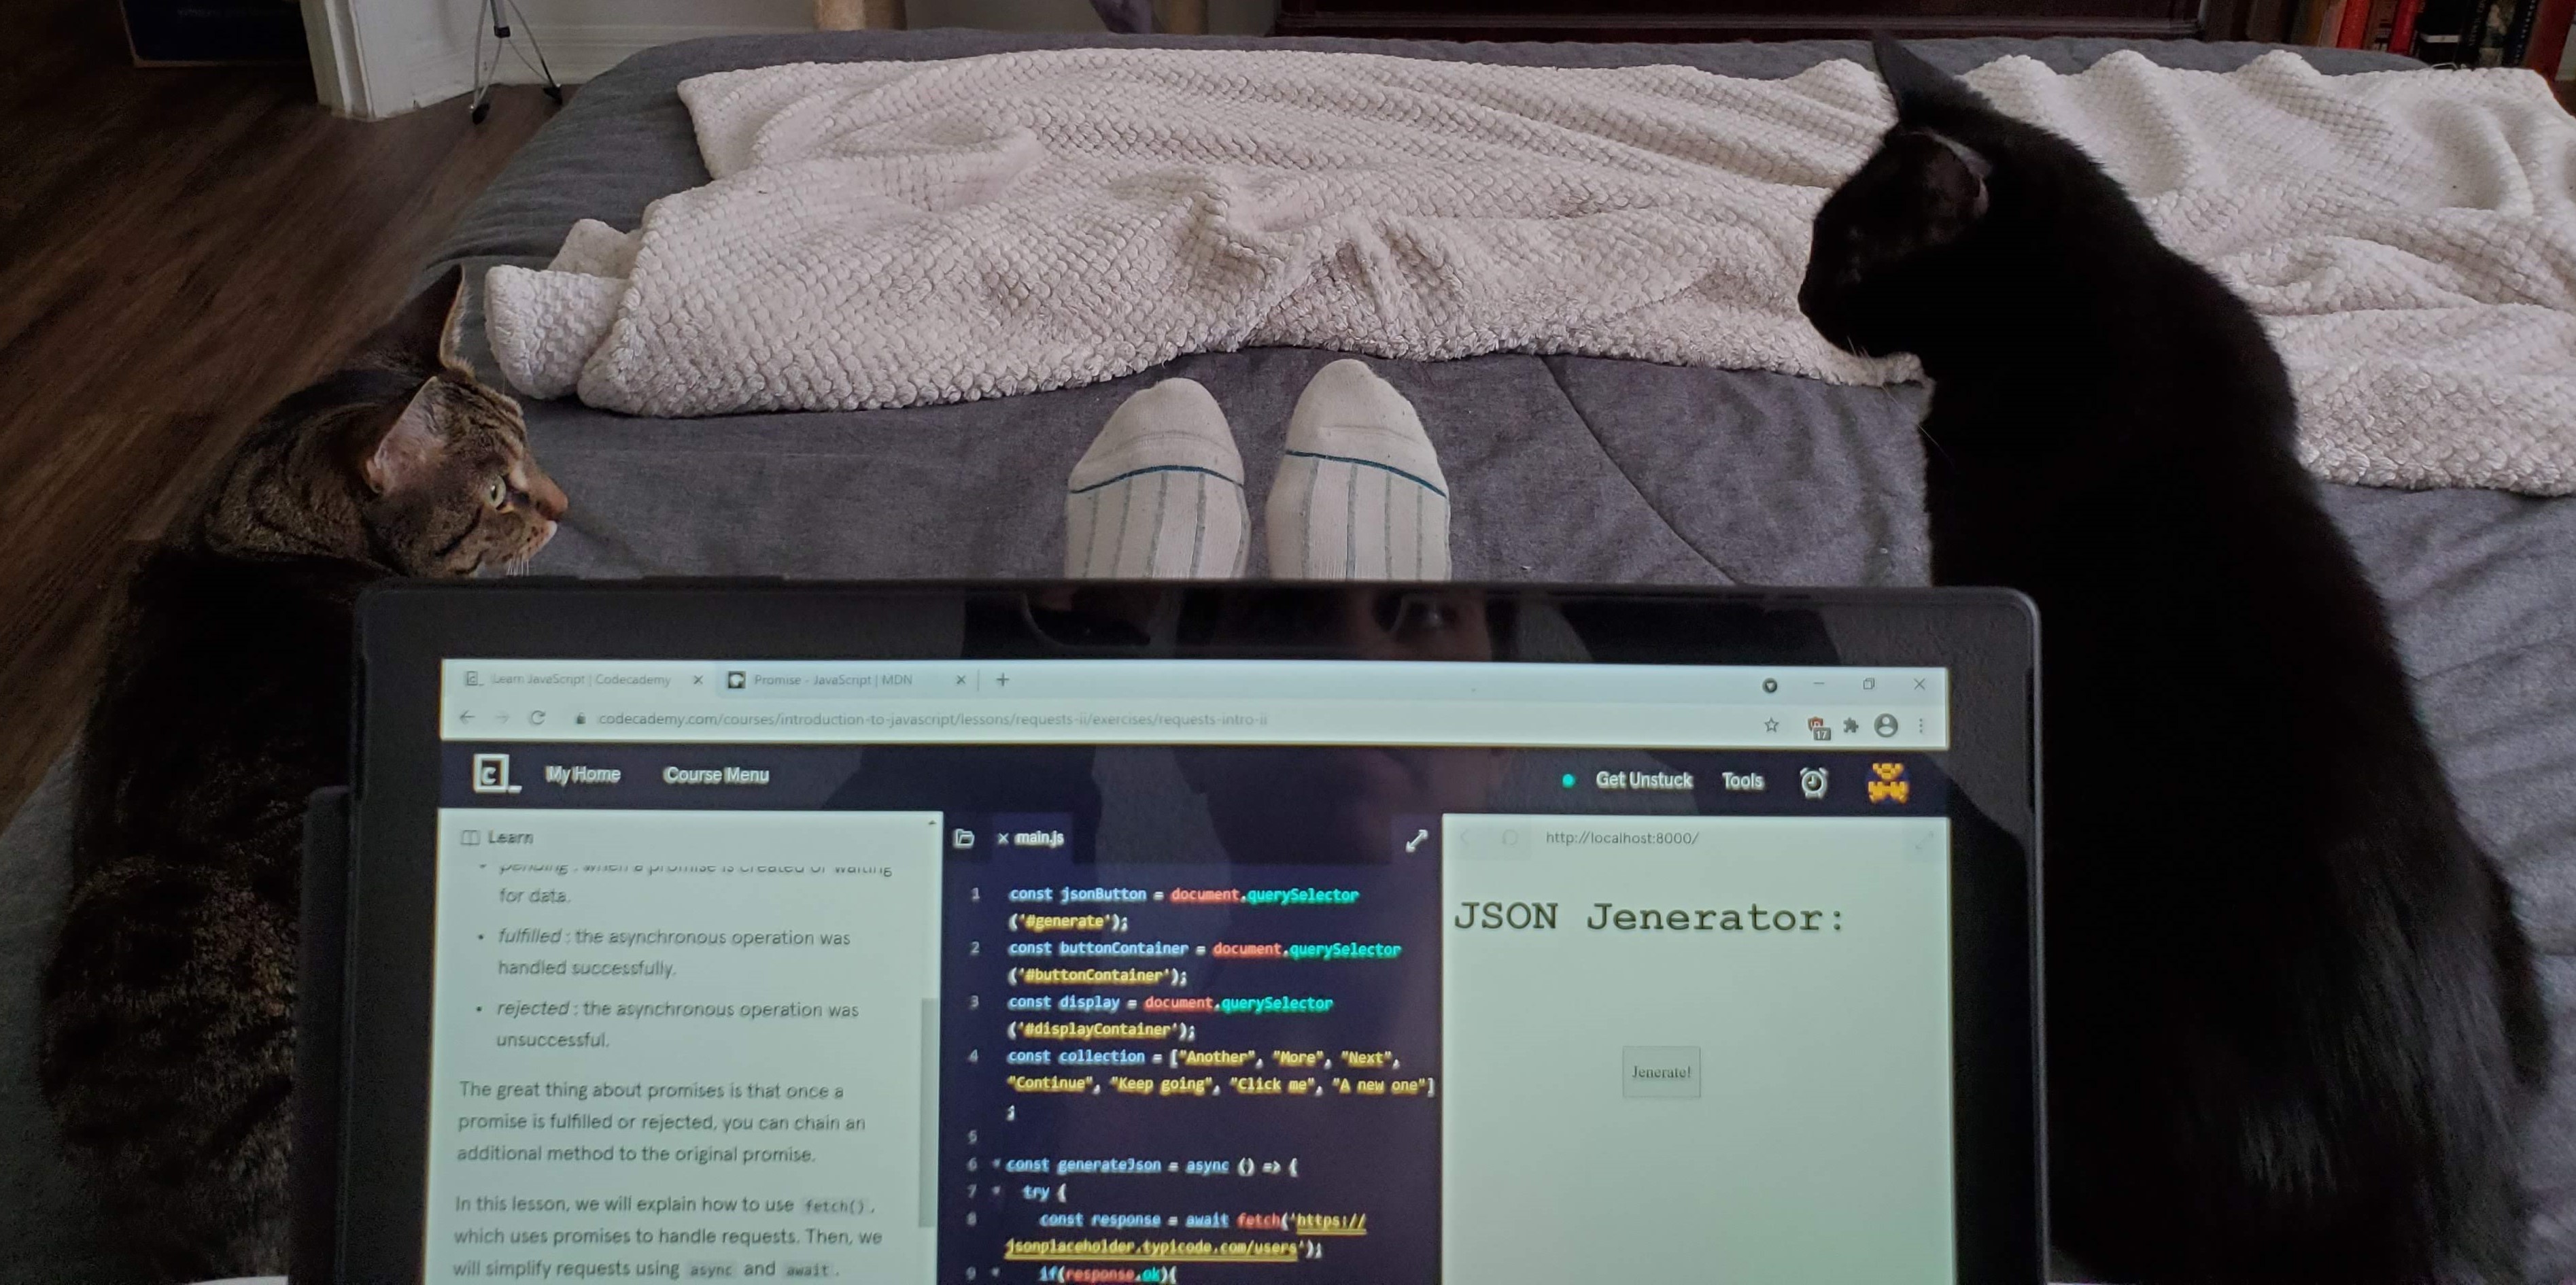 Learn JavaScript | Codecademy
Promise - JavaScript | MDN
codecademy.com/courses/introduction-to-javascript/lessons/requests-ii/exercises/requests-intro-ii
17
C_
My Home
Course Menu
Get Unstuck
Tools
Learn
pending : when a promise is created or waiting
for data.
fulfilled : the asynchronous operation was
handled successfully.
rejected : the asynchronous operation was
unsuccessful.
The great thing about promises is that once a
promise is fulfilled or rejected, you can chain an
additional method to the original promise.
In this lesson, we will explain how to use fetch(),
which uses promises to handle requests. Then, we
will simplify requests using async and await.
main.js
1 const jsonButton = document.querySelector
('#generate');
2 const buttonContainer = document.querySelector
('#buttonContainer');
3 const display = document.querySelector
('#displayContainer');
4 const collection = ["Another", "More", "Next",
"Continue", "Keep going", "Click me", "A new one"]
;
5
6 const generateJson = async () => {
7 try {
8 const response = await fetch('https://
jsonplaceholder.typicode.com/users');
9 if(response.ok){
http://localhost:8000/
JSON Jenerator:
Jenerate!